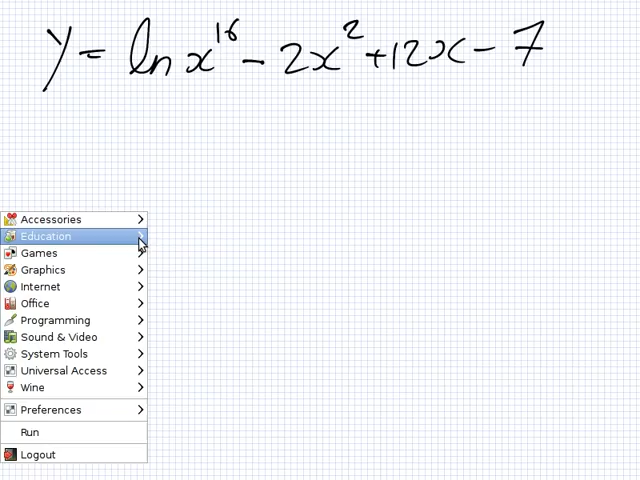 y = ln x^16 - 2x^2 + 12x - 7
Accessories
Education
Games
Graphics
Internet
Office
Programming
Sound & Video
System Tools
Universal Access
Wine
Preferences
Run
Logout